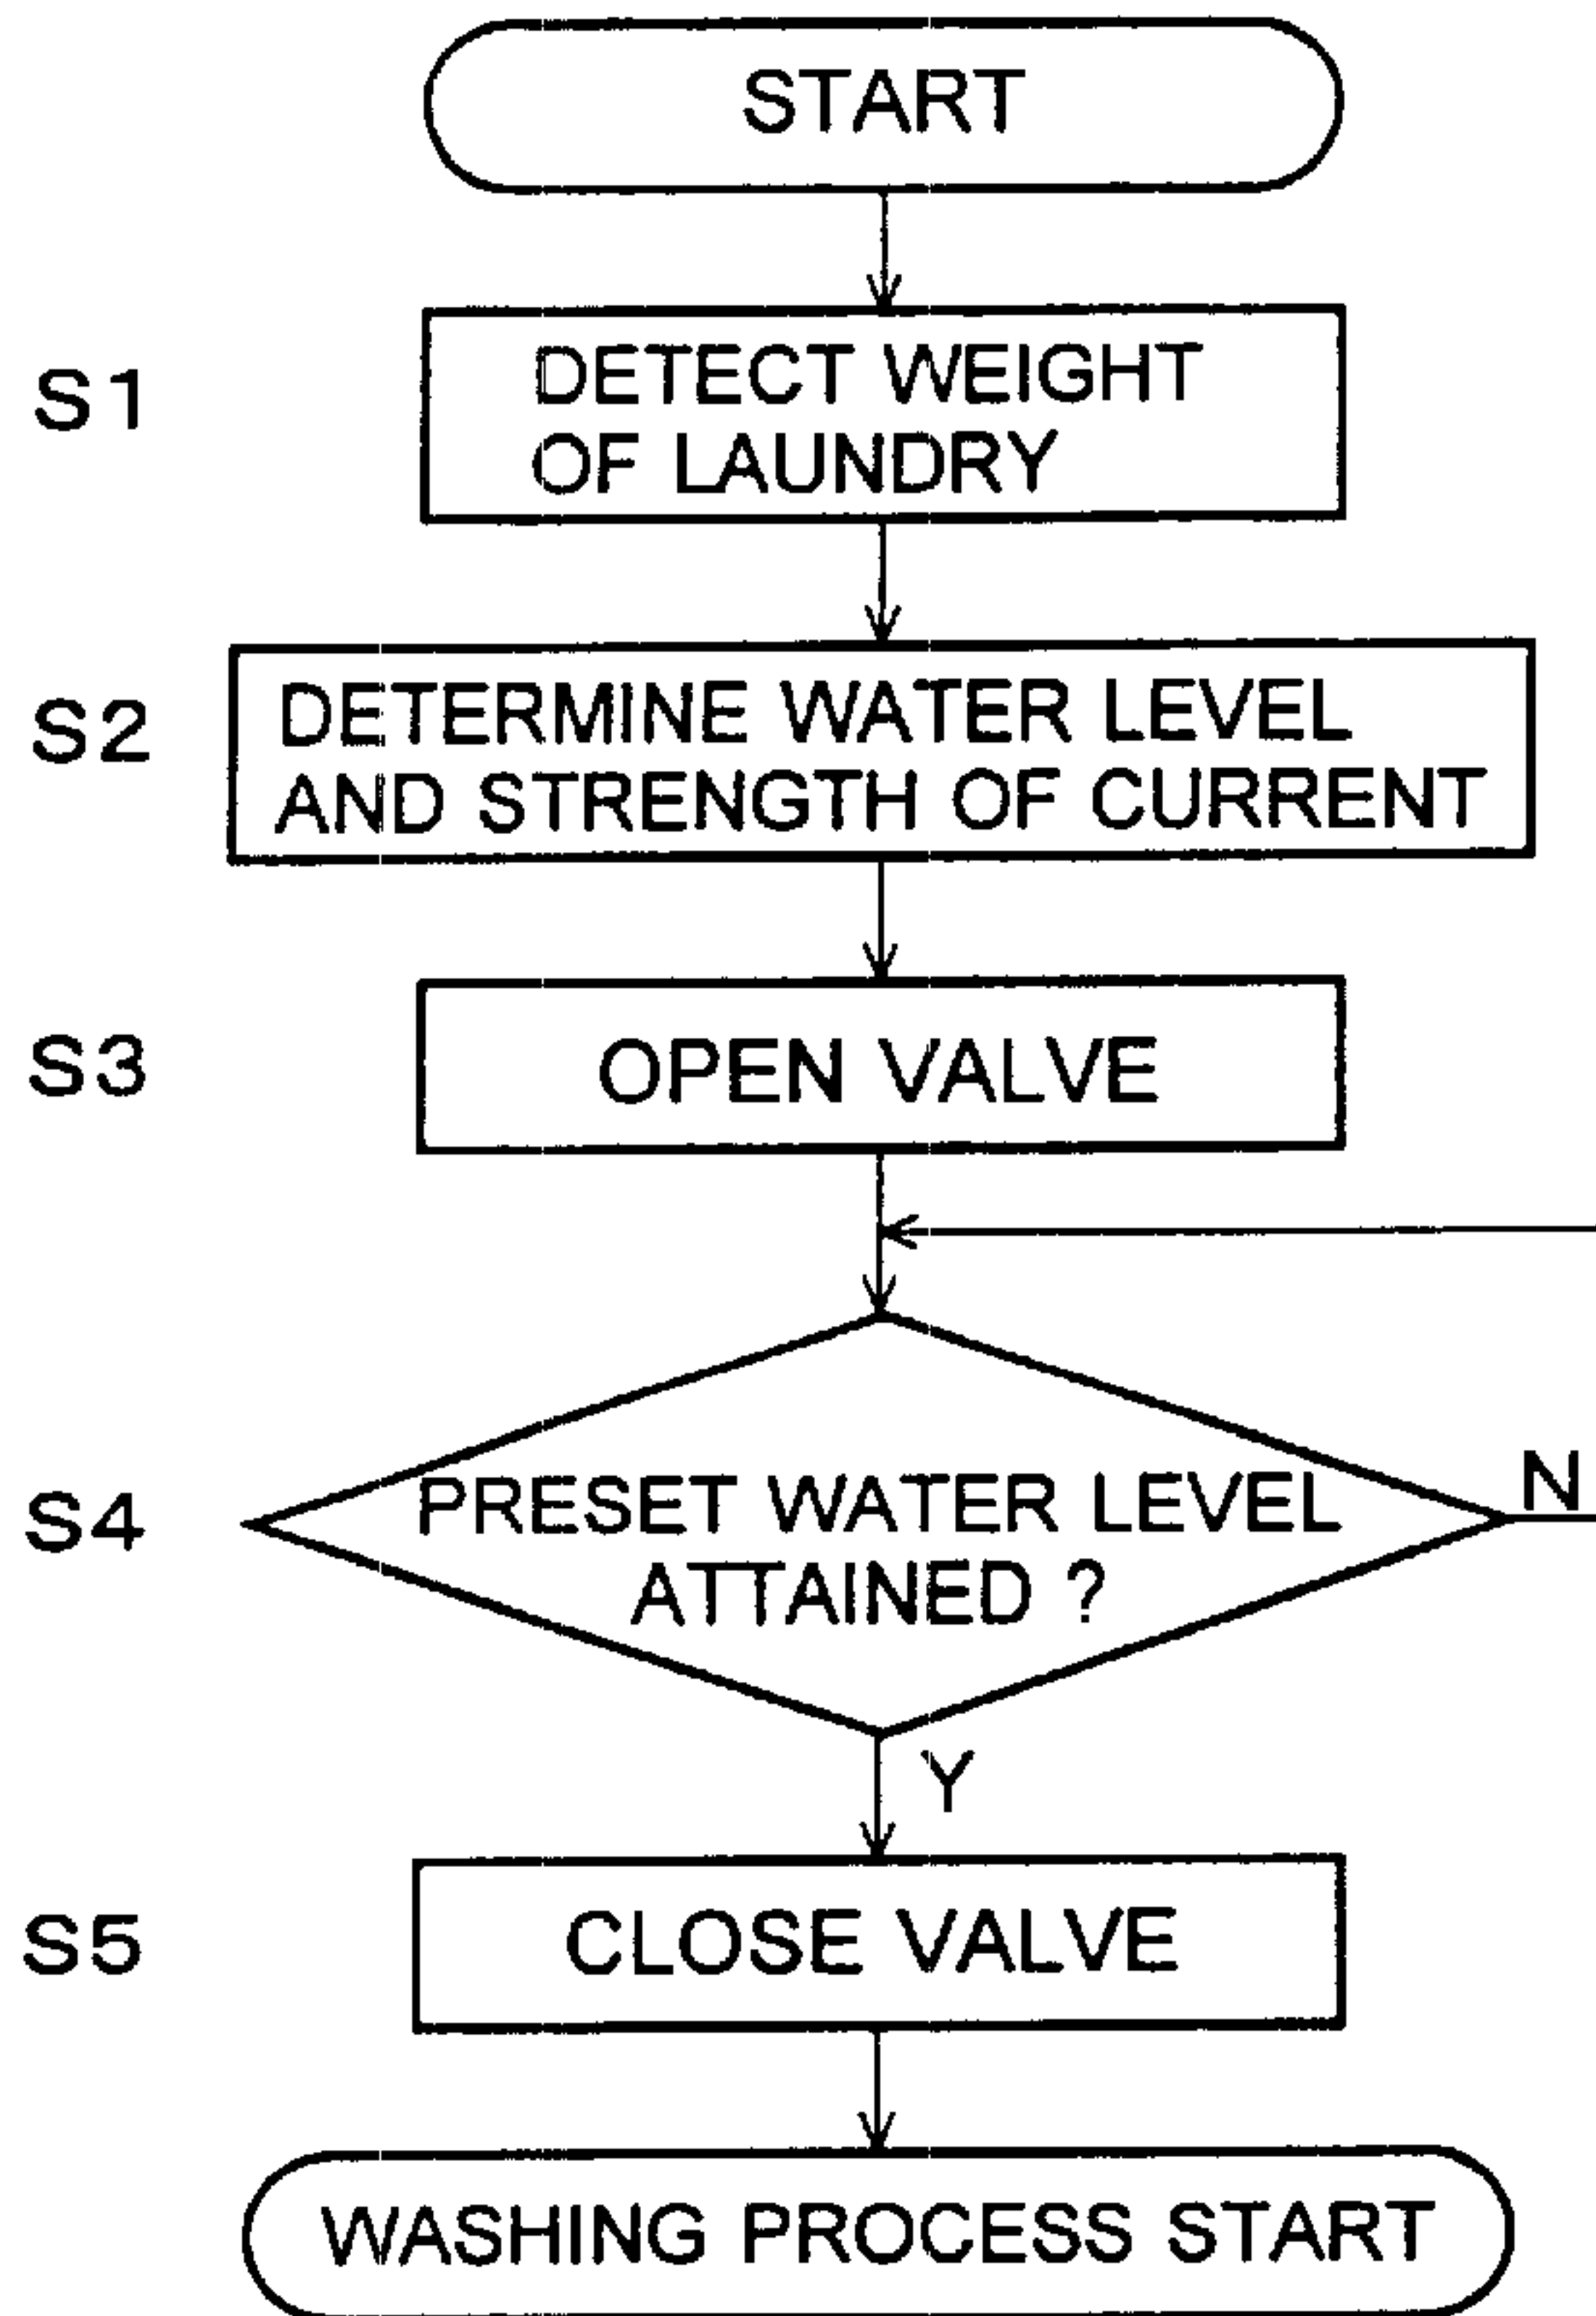 START
S1
DETECT WEIGHT
OF LAUNDRY
S2
DETERMINE WATER LEVEL
AND STRENGTH OF CURRENT
S3
OPEN VALVE
S4
PRESET WATER LEVEL
ATTAINED ?
N
Y
S5
CLOSE VALVE
WASHING PROCESS START